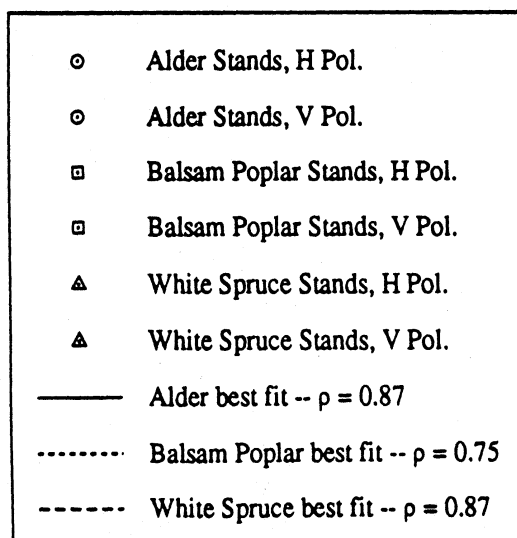 Alder Stands, H Pol.
Alder Stands, V Pol.
Balsam Poplar Stands, H Pol.
Balsam Poplar Stands, V Pol.
White Spruce Stands, H Pol.
White Spruce Stands, V Pol.
Alder best fit -- ρ = 0.87
Balsam Poplar best fit -- ρ = 0.75
White Spruce best fit -- ρ = 0.87